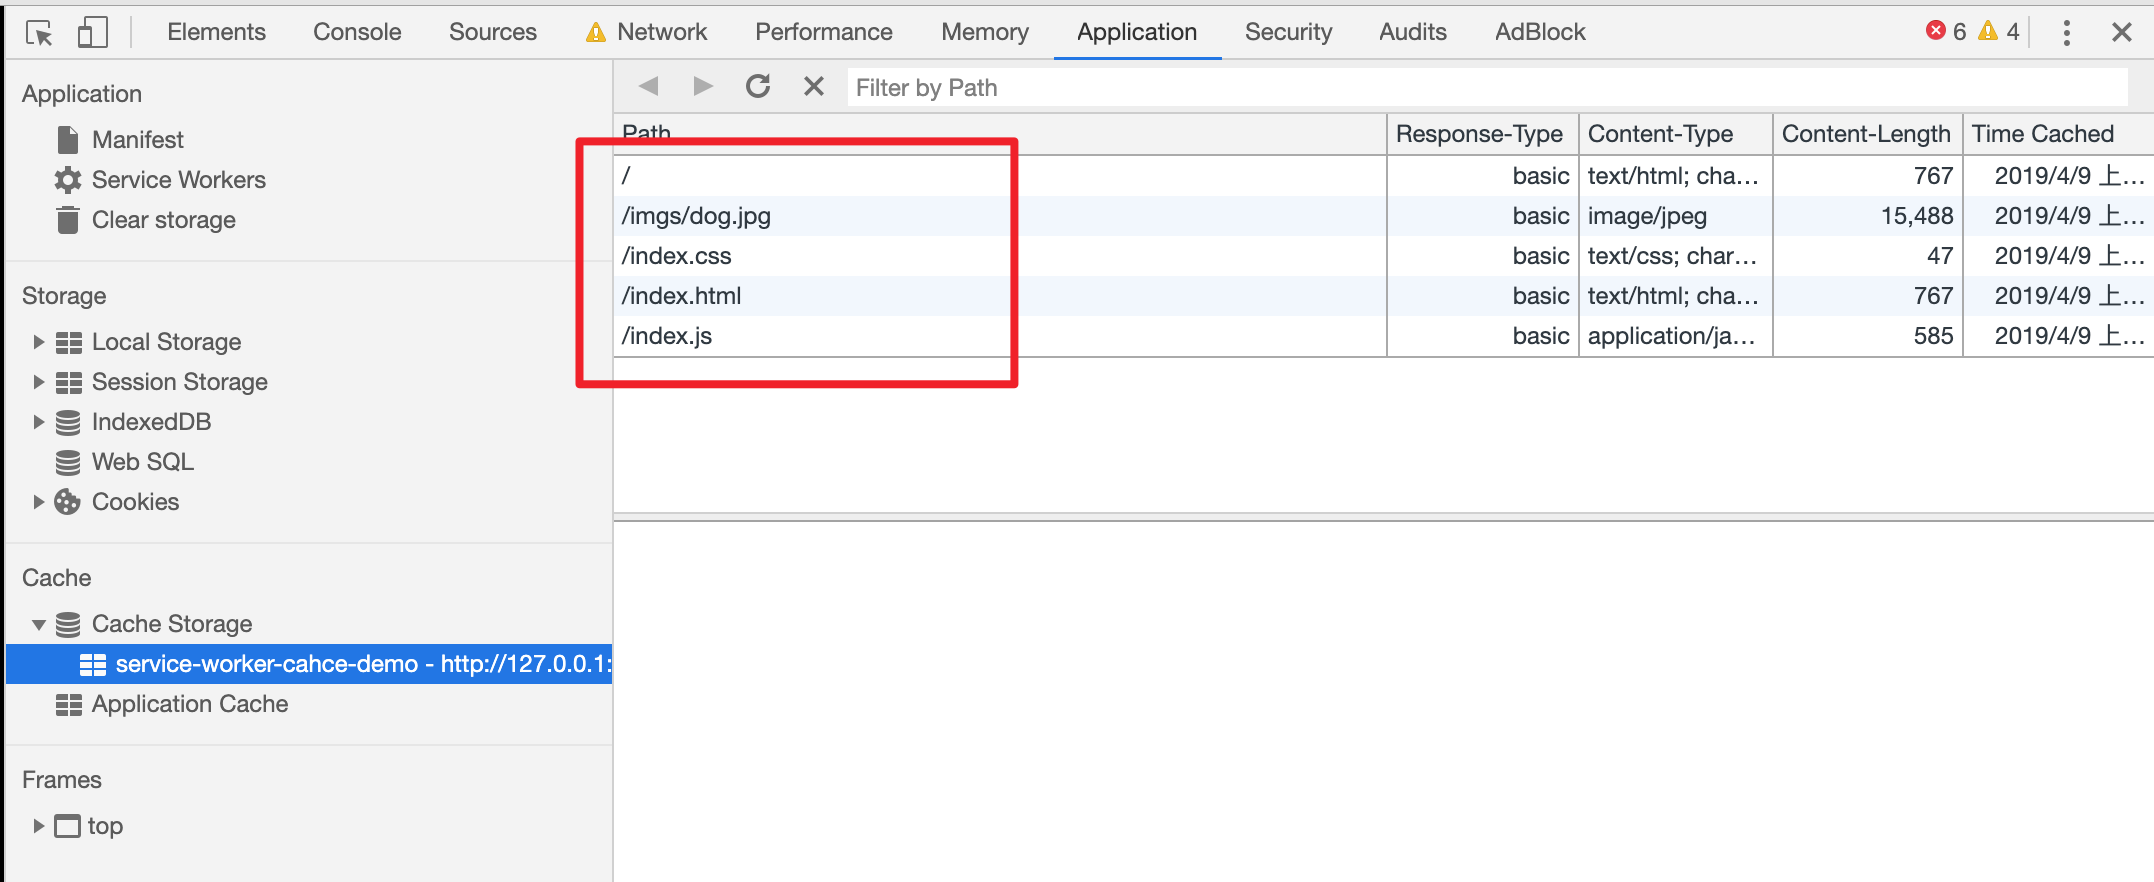 Elements Console Sources Network Performance Memory Application Security Audits AdBlock 6 4
Application
Manifest
Service Workers
Clear storage
Storage
Local Storage
Session Storage
IndexedDB
Web SQL
Cookies
Cache
Cache Storage
service-worker-cahce-demo - http://127.0.0.1:
Application Cache
Frames
top
Filter by Path
Path Response-Type Content-Type Content-Length Time Cached
/ basic text/html; cha… 767 2019/4/9 上…
/imgs/dog.jpg basic image/jpeg 15,488 2019/4/9 上…
/index.css basic text/css; char… 47 2019/4/9 上…
/index.html basic text/html; cha… 767 2019/4/9 上…
/index.js basic application/ja… 585 2019/4/9 上…